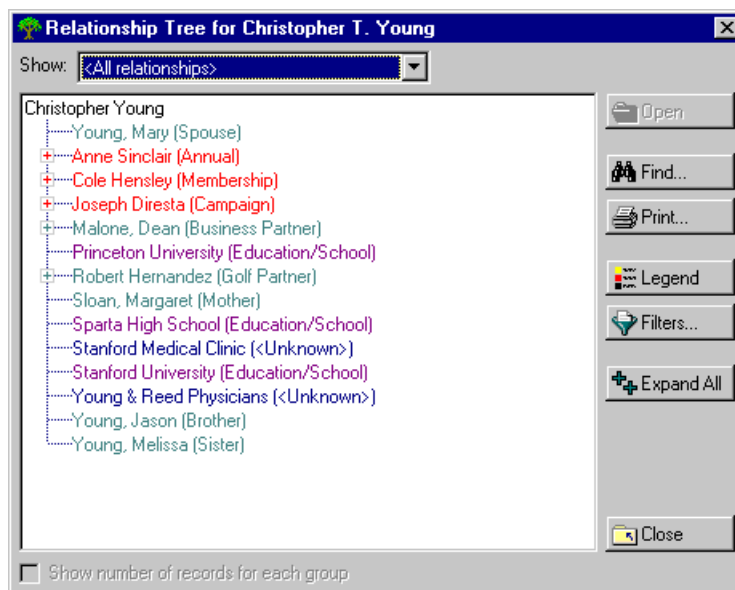 Relationship Tree for Christopher T. Young
Show: <All relationships>
Christopher Young
Young, Mary (Spouse)
Anne Sinclair (Annual)
Cole Hensley (Membership)
Joseph Diresta (Campaign)
Malone, Dean (Business Partner)
Princeton University (Education/School)
Robert Hernandez (Golf Partner)
Sloan, Margaret (Mother)
Sparta High School (Education/School)
Stanford Medical Clinic (<Unknown>)
Stanford University (Education/School)
Young & Reed Physicians (<Unknown>)
Young, Jason (Brother)
Young, Melissa (Sister)
Open
Find...
Print...
Legend
Filters...
Expand All
Close
Show number of records for each group